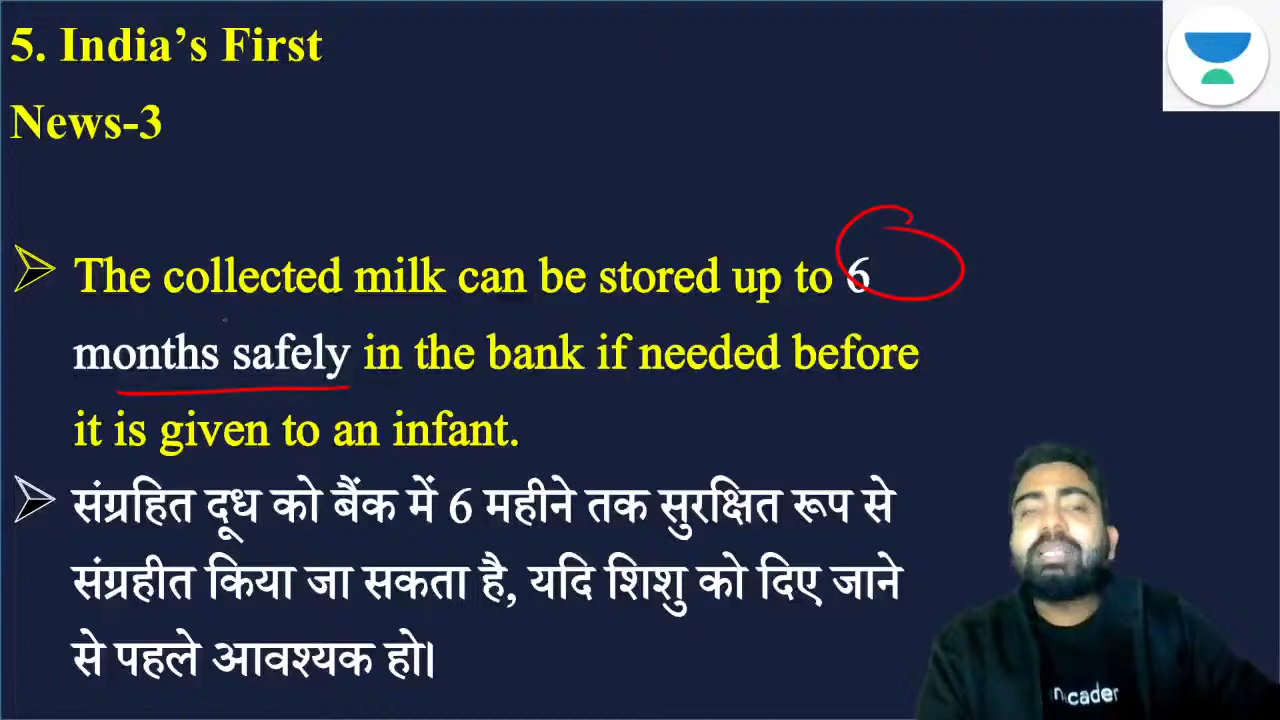 5. India’s First
News-3
The collected milk can be stored up to 6
months safely in the bank if needed before
it is given to an infant.
संग्रहित दूध को बैंक में 6 महीने तक सुरक्षित रूप से
संग्रहीत किया जा सकता है, यदि शिशु को दिए जाने
से पहले आवश्यक हो।